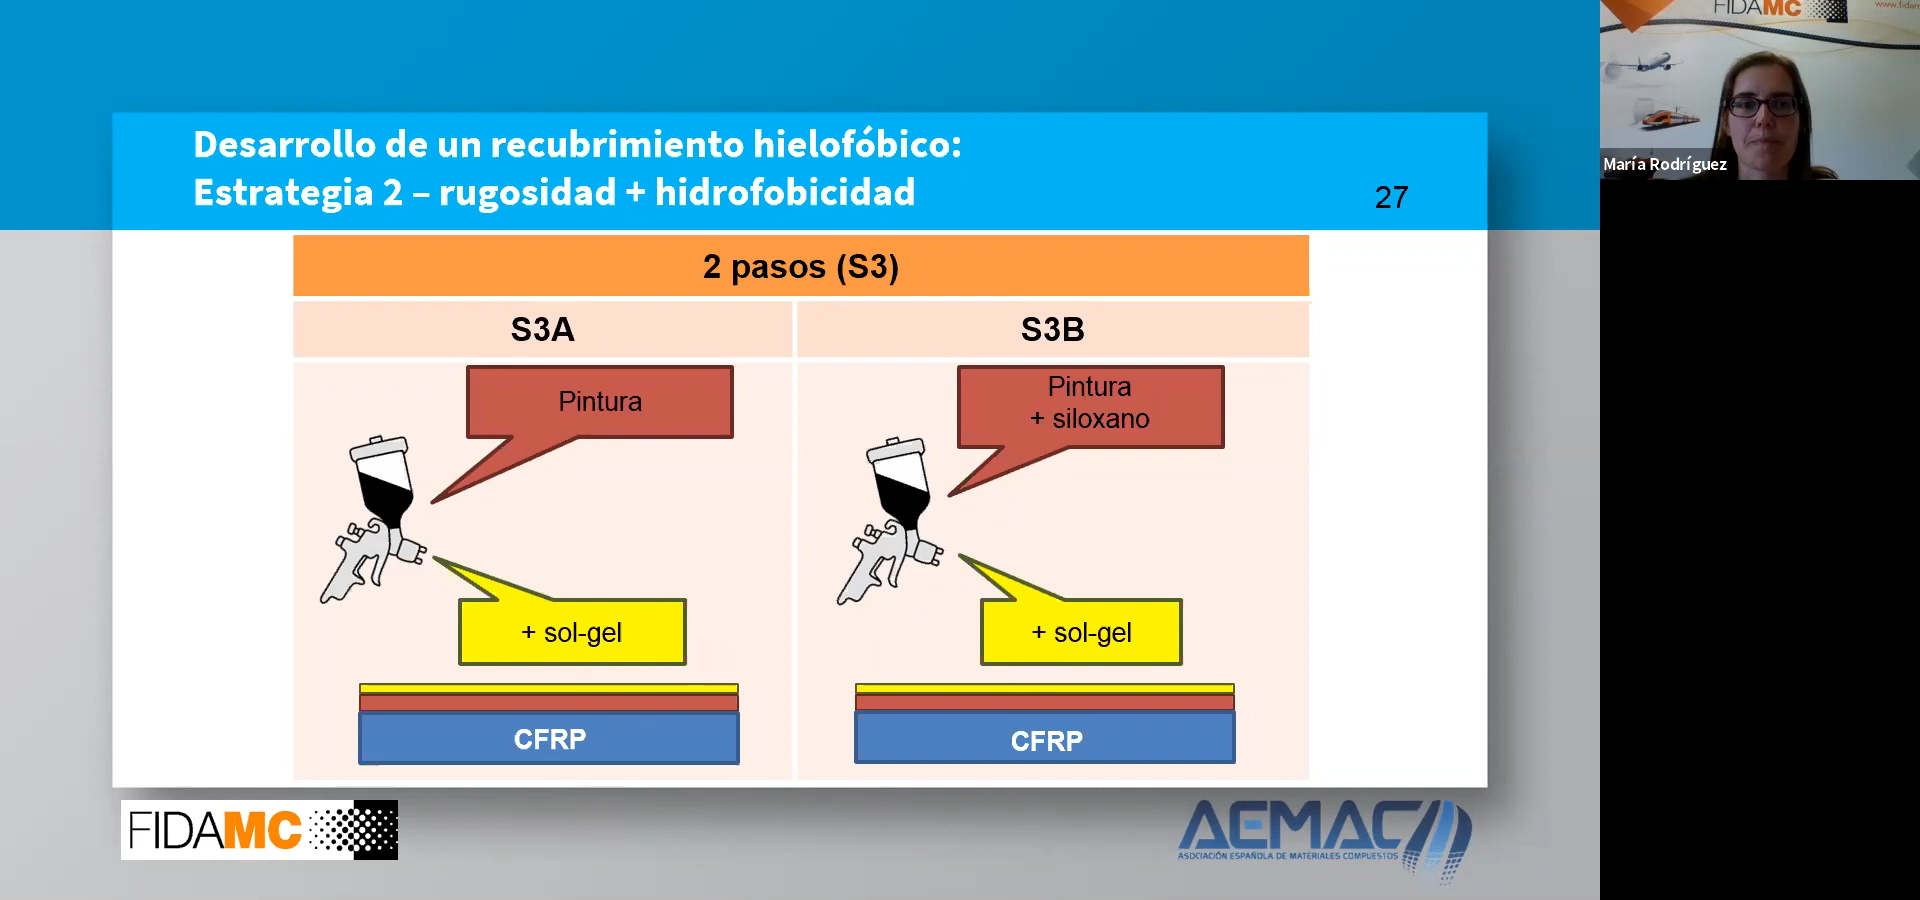 Desarrollo de un recubrimiento hielofóbico:
Estrategia 2 – rugosidad + hidrofobicidad
27
2 pasos (S3)
S3A
S3B
Pintura
Pintura
+ siloxano
+ sol-gel
+ sol-gel
CFRP
CFRP
FIDAMC
AEMAC
ASOCIACIÓN ESPAÑOLA DE MATERIALES COMPUESTOS
FIDAMC
María Rodríguez